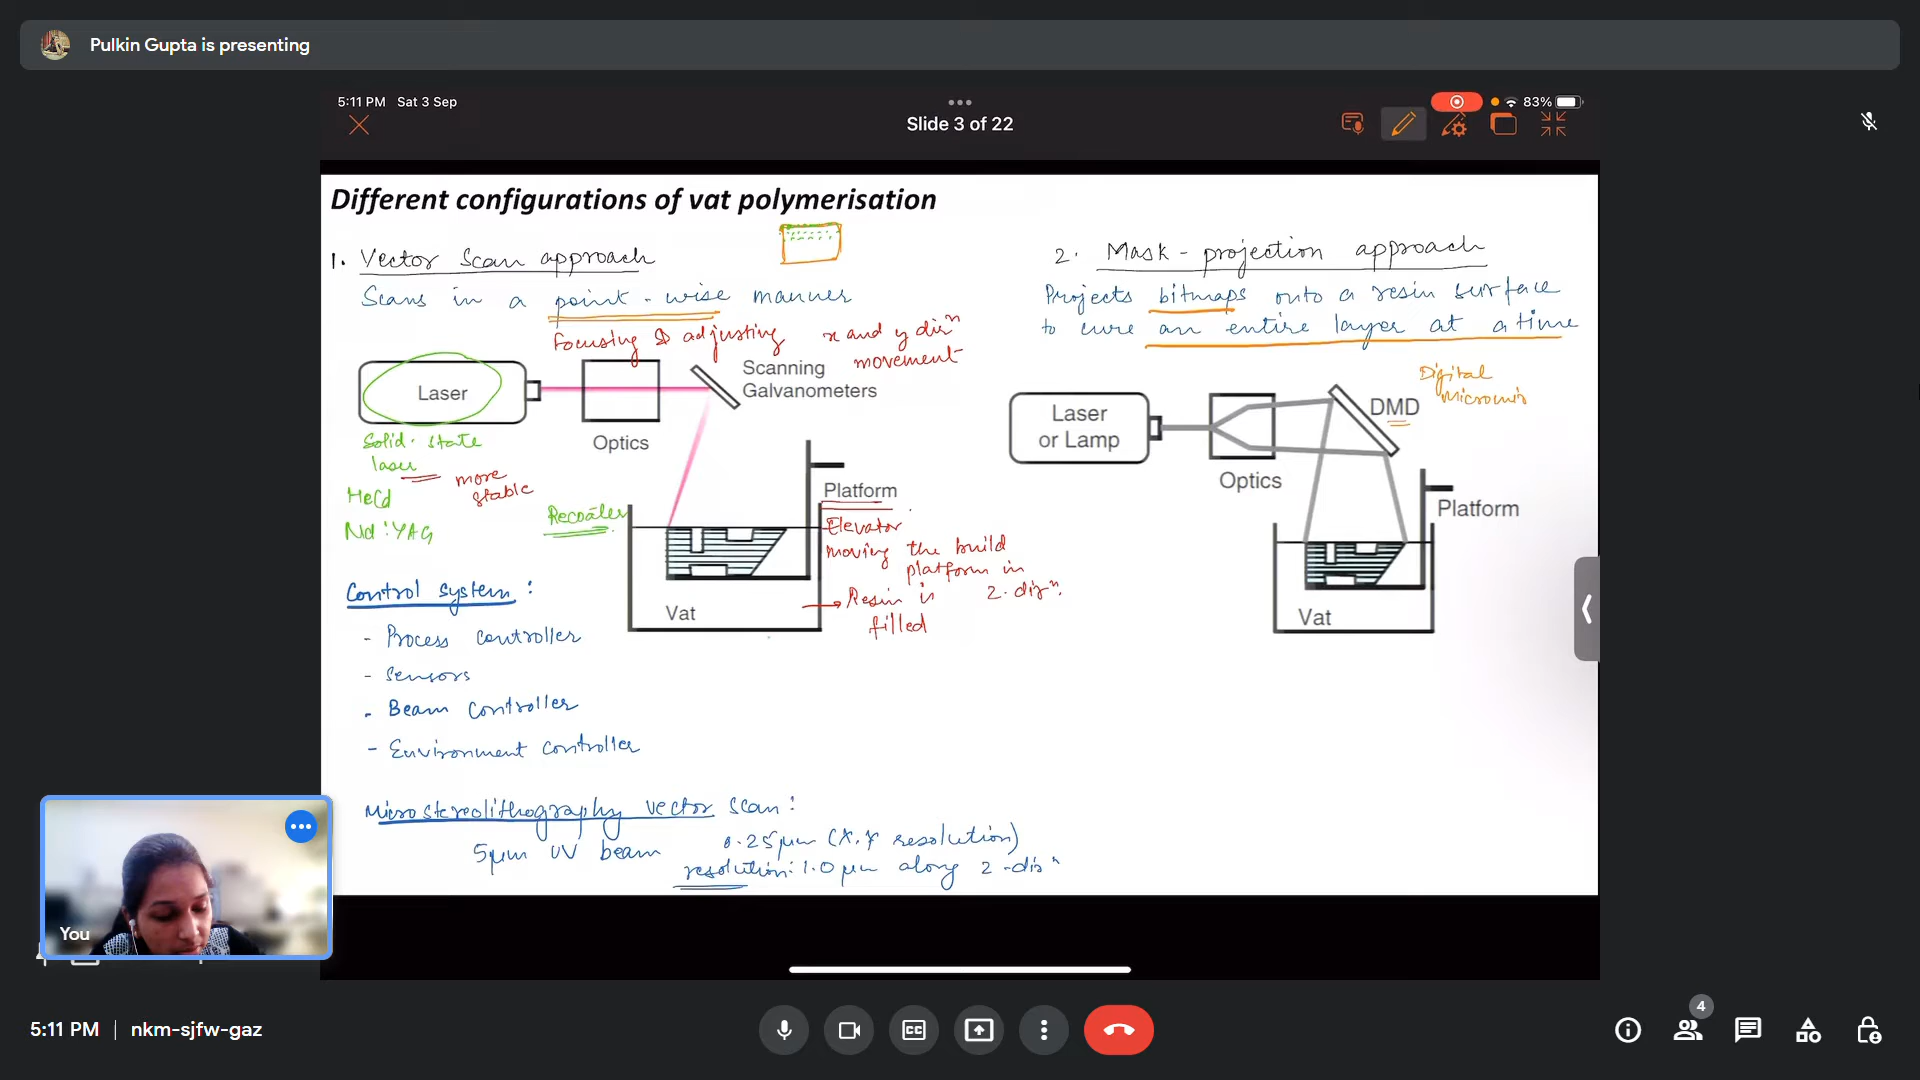 Pulkin Gupta is presenting
5:11 PM Sat 3 Sep
83%
Slide 3 of 22
Different configurations of vat polymerisation
1. Vector scan approach
Scans in a point-wise manner
Focusing & adjusting
x and y dirⁿ
movement
Laser
Optics
Scanning
Galvanometers
Solid-state
laser
more
stable
HeCd
Nd:YAG
Recoater
Platform
Elevator
moving the build
platform in
z-dirⁿ.
Resin is
filled
Vat
Control system:
- Process controller
- Sensors
- Beam controller
- Environment controller
Microstereolithography vector scan:
5μm UV beam
0.25μm (X,Y resolution)
resolution: 1.0 μm along z-dirⁿ
2. Mask-projection approach
Projects bitmaps onto a resin surface
to cure an entire layer at a time
Digital
Laser
or Lamp
Optics
DMD
Platform
Vat
You
5:11 PM | nkm-sjfw-gaz
CC
4